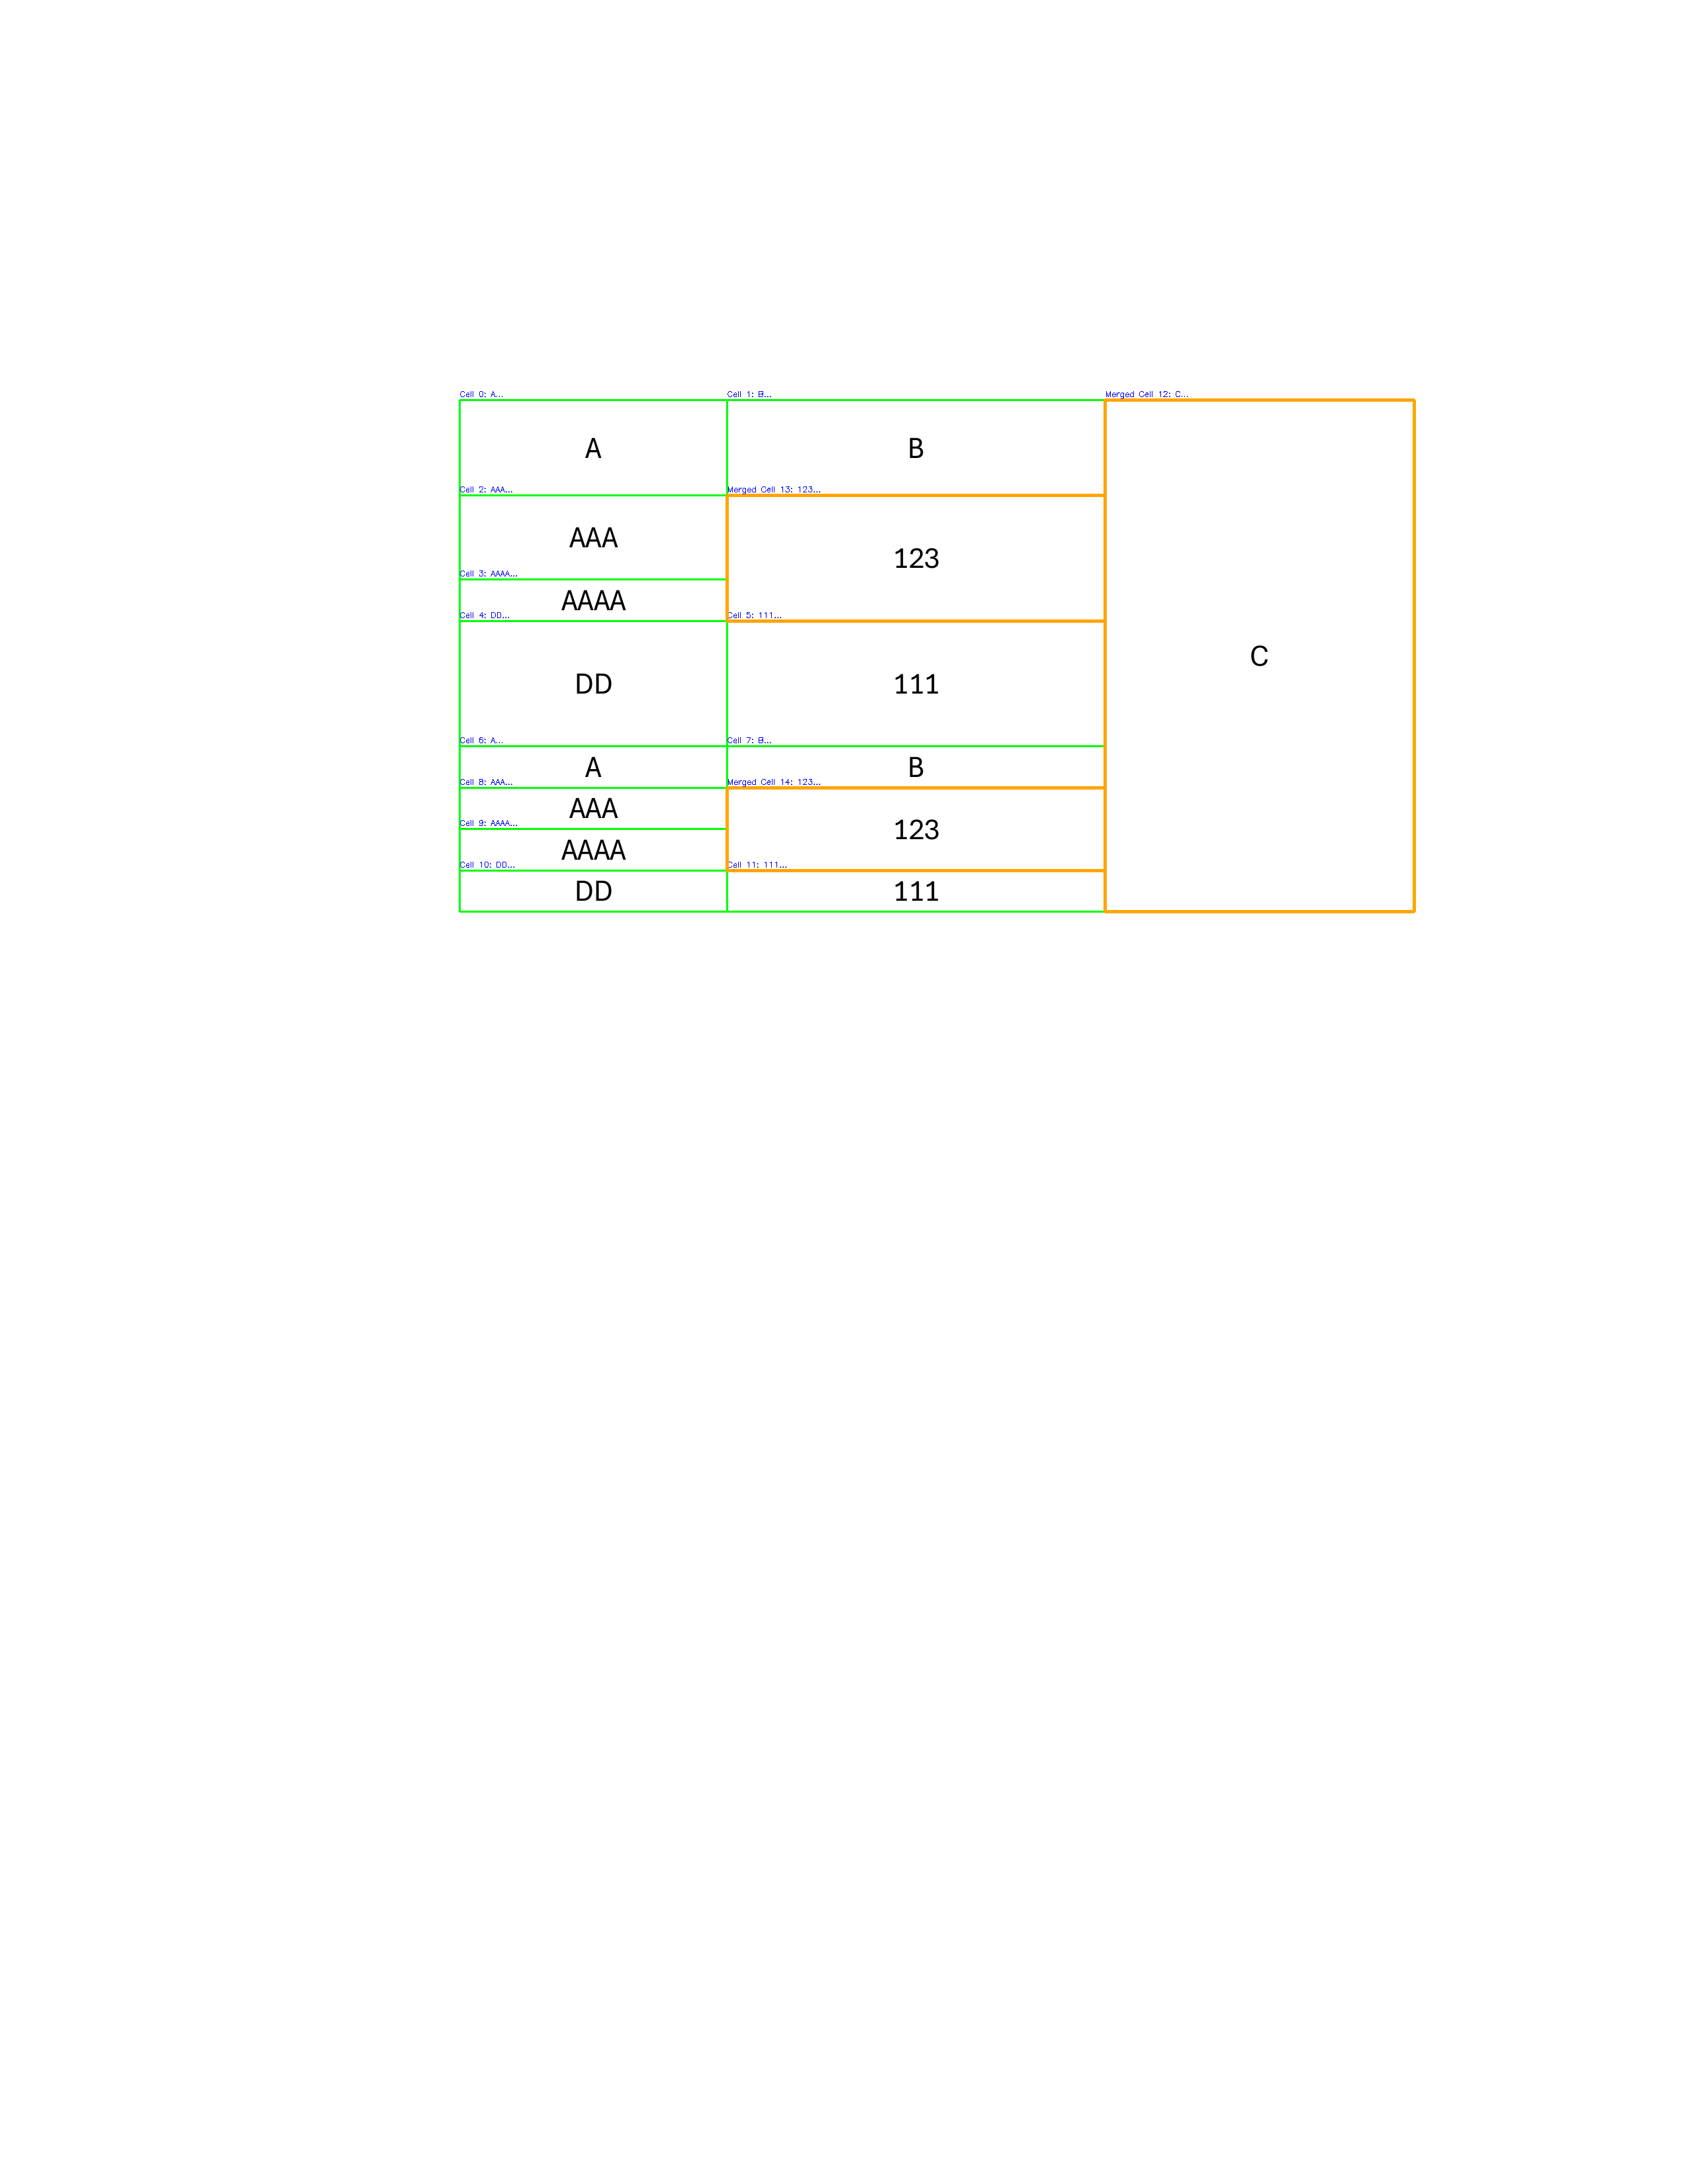 Cell 0: A...
Cell 1: B...
Merged Cell 12: C...
A
B
Cell 2: AAA...
Merged Cell 13: 123...
AAA
123
Cell 3: AAAA...
AAAA
Cell 4: DD...
Cell 5: 111...
C
DD
111
Cell 6: A...
Cell 7: B...
A
B
Cell 8: AAA...
Merged Cell 14: 123...
AAA
123
Cell 9: AAAA...
AAAA
Cell 10: DD...
Cell 11: 111...
DD
111